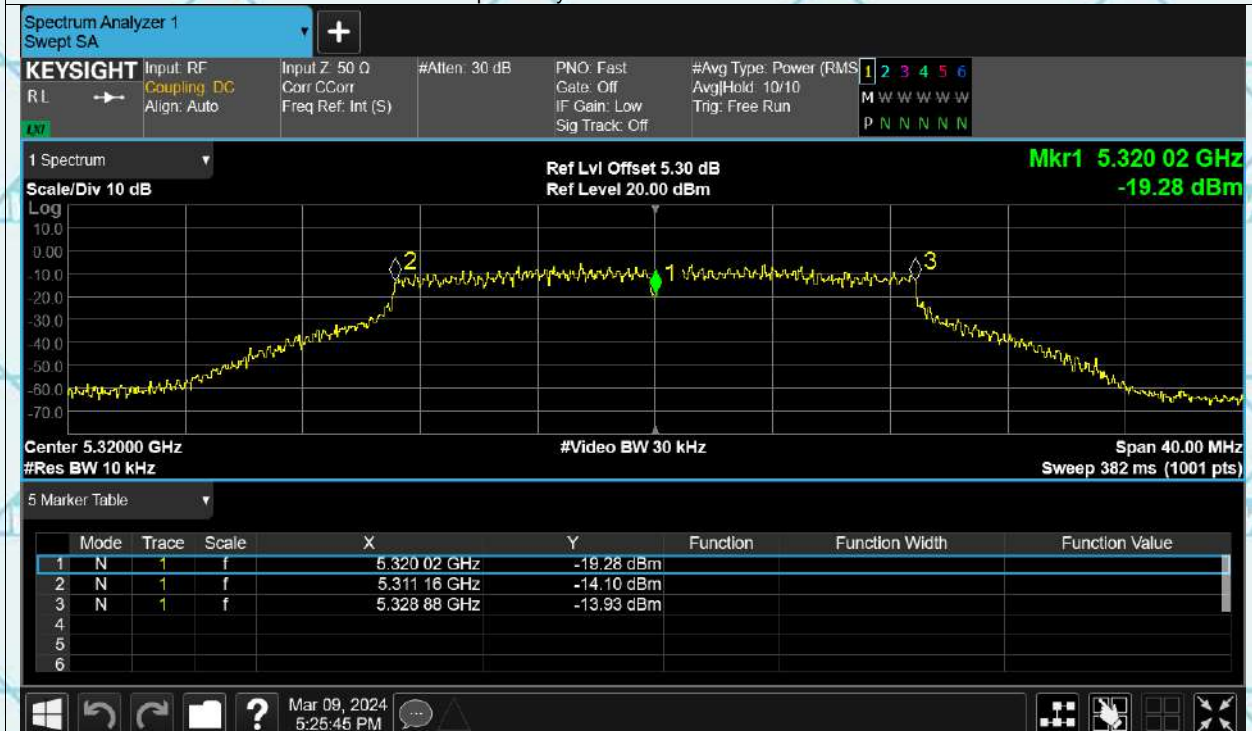 Spectrum Analyzer 1
Swept SA
+
KEYSIGHT
RL
LXI
Input: RF
Coupling: DC
Align: Auto
Input Z: 50 Ω
Corr CCorr
Freq Ref: Int (S)
#Atten: 30 dB
PNO: Fast
Gate: Off
IF Gain: Low
Sig Track: Off
#Avg Type: Power (RMS
Avg|Hold: 10/10
Trig: Free Run
1 2 3 4 5 6
M W W W W W
P N N N N N
1 Spectrum
Scale/Div 10 dB
Ref Lvl Offset 5.30 dB
Ref Level 20.00 dBm
Mkr1 5.320 02 GHz
-19.28 dBm
Log
10.0
0.00
-10.0
-20.0
-30.0
-40.0
-50.0
-60.0
-70.0
2
1
3
Center 5.32000 GHz
#Res BW 10 kHz
#Video BW 30 kHz
Span 40.00 MHz
Sweep 382 ms (1001 pts)
5 Marker Table
Mode Trace Scale X Y Function Function Width Function Value
1 N 1 f 5.320 02 GHz -19.28 dBm
2 N 1 f 5.311 16 GHz -14.10 dBm
3 N 1 f 5.328 88 GHz -13.93 dBm
4
5
6
?
Mar 09, 2024
5:25:45 PM